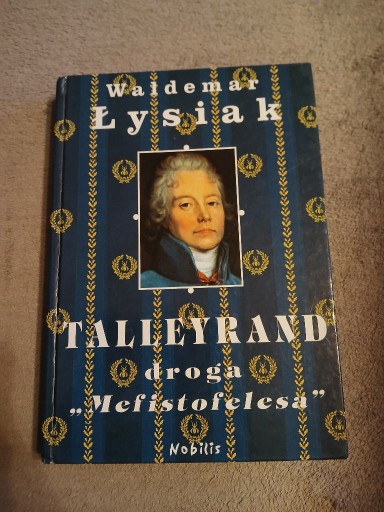 Waldemar
Łysiak
TALLEYRAND
droga
„Mefistofelesa”
Nobilis